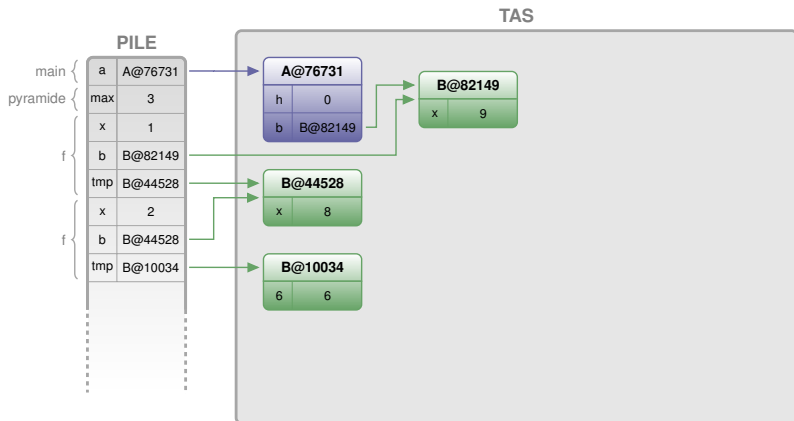 TAS
PILE
main a A@76731
pyramide max 3
x 1
f b B@82149
tmp B@44528
x 2
f b B@44528
tmp B@10034
A@76731
h 0
b B@82149
B@82149
x 9
B@44528
x 8
B@10034
6 6